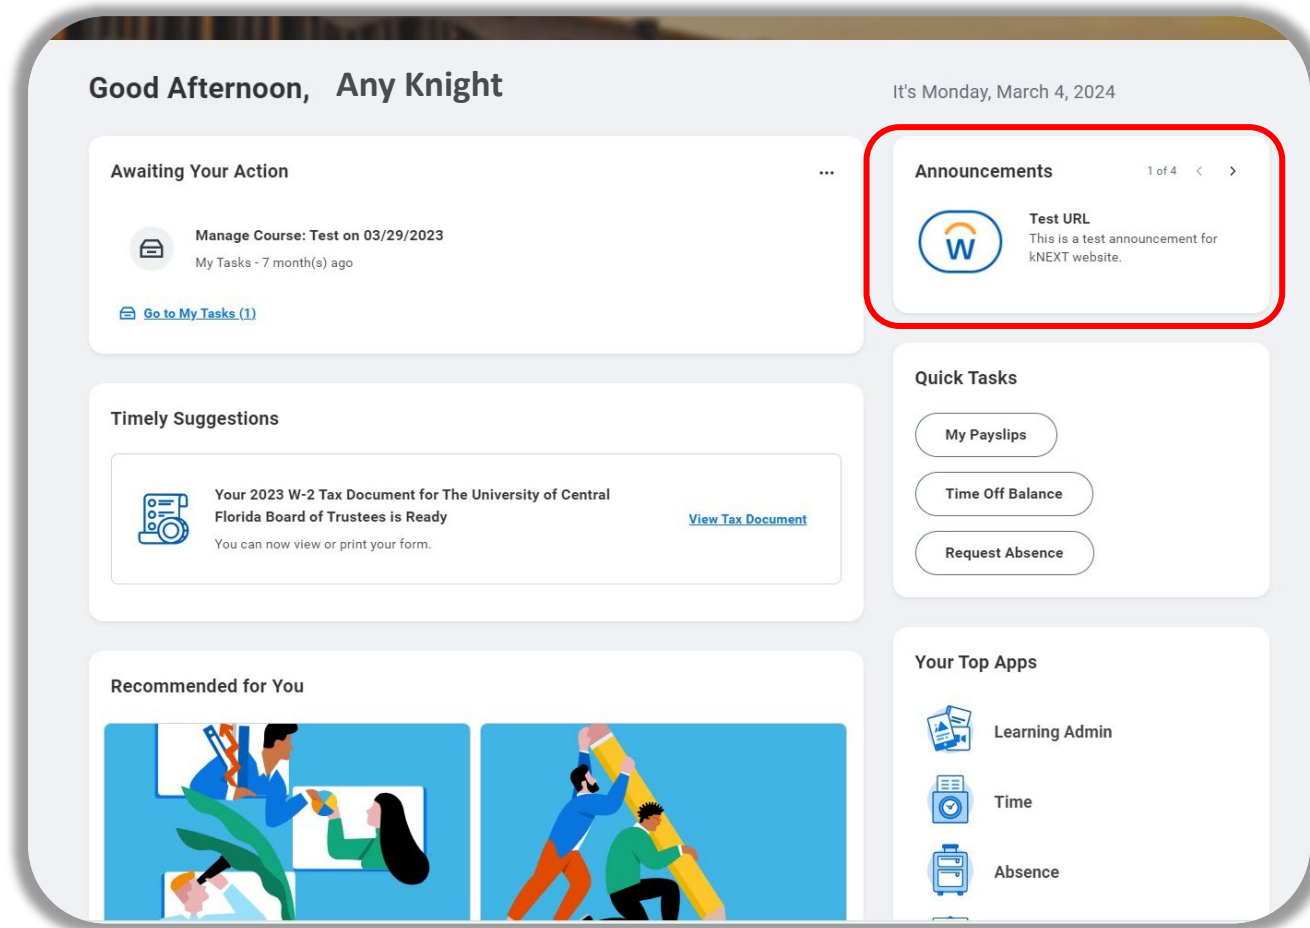 Good Afternoon, Any Knight
It's Monday, March 4, 2024
Awaiting Your Action
Manage Course: Test on 03/29/2023
My Tasks - 7 month(s) ago
Go to My Tasks (1)
Announcements
1 of 4
W
Test URL
This is a test announcement for
kNEXT website.
Timely Suggestions
Your 2023 W-2 Tax Document for The University of Central
Florida Board of Trustees is Ready
You can now view or print your form.
View Tax Document
Quick Tasks
My Payslips
Time Off Balance
Request Absence
Recommended for You
Your Top Apps
Learning Admin
Time
Absence